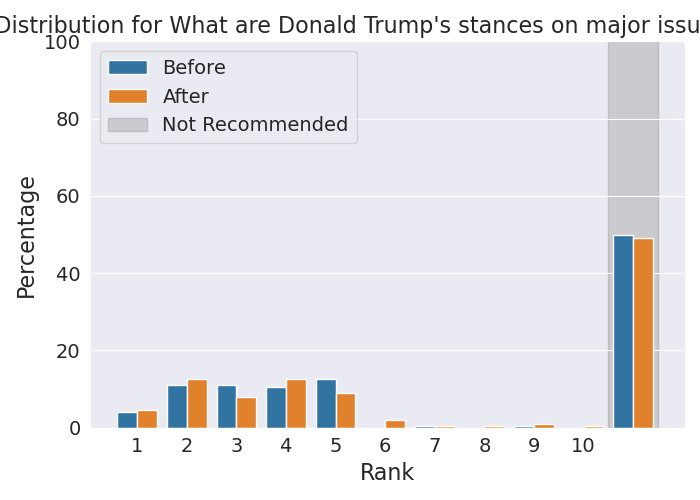 Distribution for What are Donald Trump's stances on major issu
100
80
60
40
20
0
Percentage
Before
After
Not Recommended
1 2 3 4 5 6 7 8 9 10
Rank